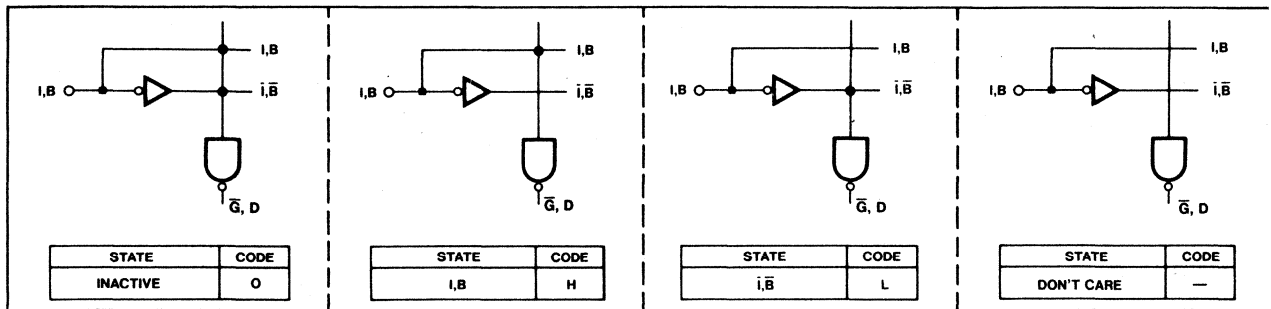 I,B
I,B
I̅,B̅
G̅, D
STATE CODE
INACTIVE O
I,B
I,B
I̅,B̅
G̅, D
STATE CODE
I,B H
I,B
I,B
I̅,B̅
G̅, D
STATE CODE
I̅,B̅ L
I,B
I,B
I̅,B̅
G̅, D
STATE CODE
DON'T CARE —